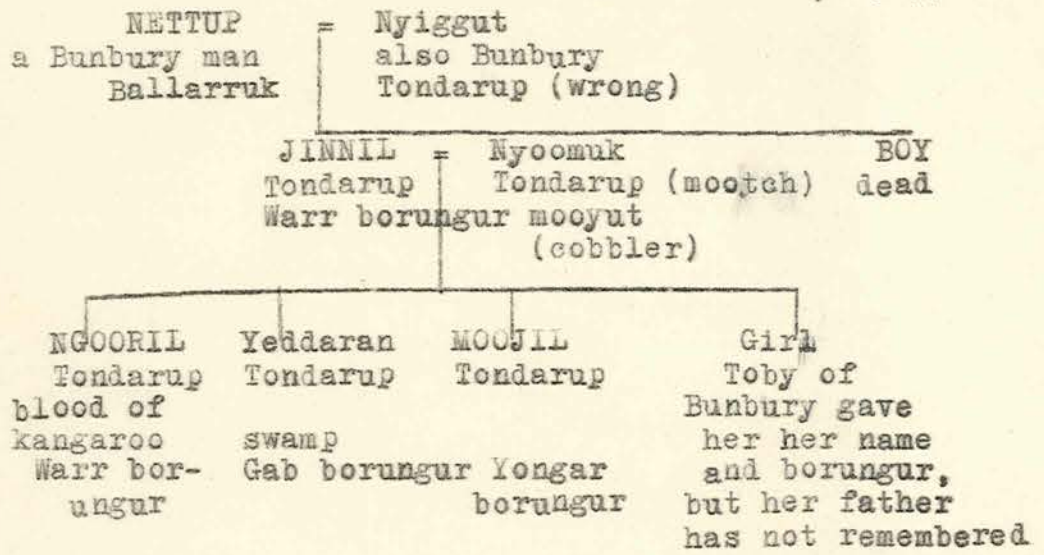 NETTUP = Nyiggut
a Bunbury man also Bunbury
Ballarruk Tondarup (wrong)
JINNIL = Nyoomuk BOY
Tondarup Tondarup (mootch) dead
Warr borungur mooyut
(cobbler)
NGOORIL Yeddaran MOOJIL Girl
Tondarup Tondarup Tondarup Toby of
blood of Bunbury gave
kangaroo swamp her her name
Warr bor- Gab borungur Yongar and borungur,
ungur borungur but her father
has not remembered